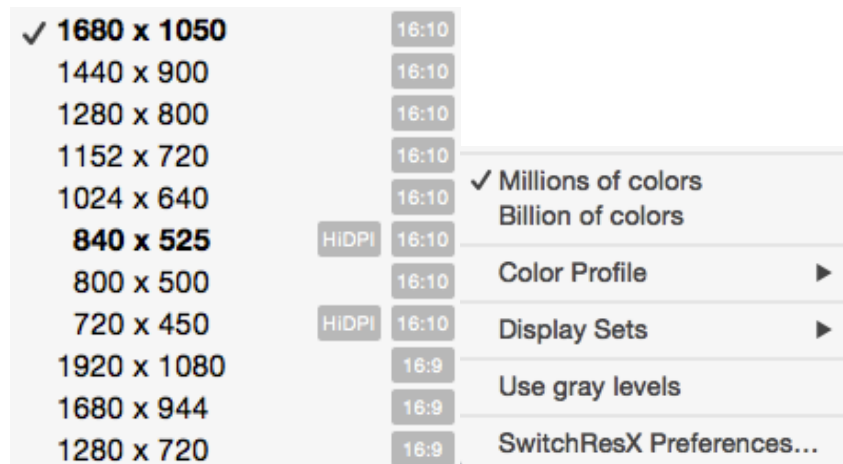 ✓ 1680 x 1050 16:10
1440 x 900 16:10
1280 x 800 16:10
1152 x 720 16:10
1024 x 640 16:10
840 x 525 HiDPI 16:10
800 x 500 16:10
720 x 450 HiDPI 16:10
1920 x 1080 16:9
1680 x 944 16:9
1280 x 720 16:9
✓ Millions of colors
Billion of colors
Color Profile ▶
Display Sets ▶
Use gray levels
SwitchResX Preferences...